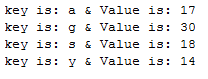 key is: a & Value is: 17
key is: g & Value is: 30
key is: s & Value is: 18
key is: y & Value is: 14